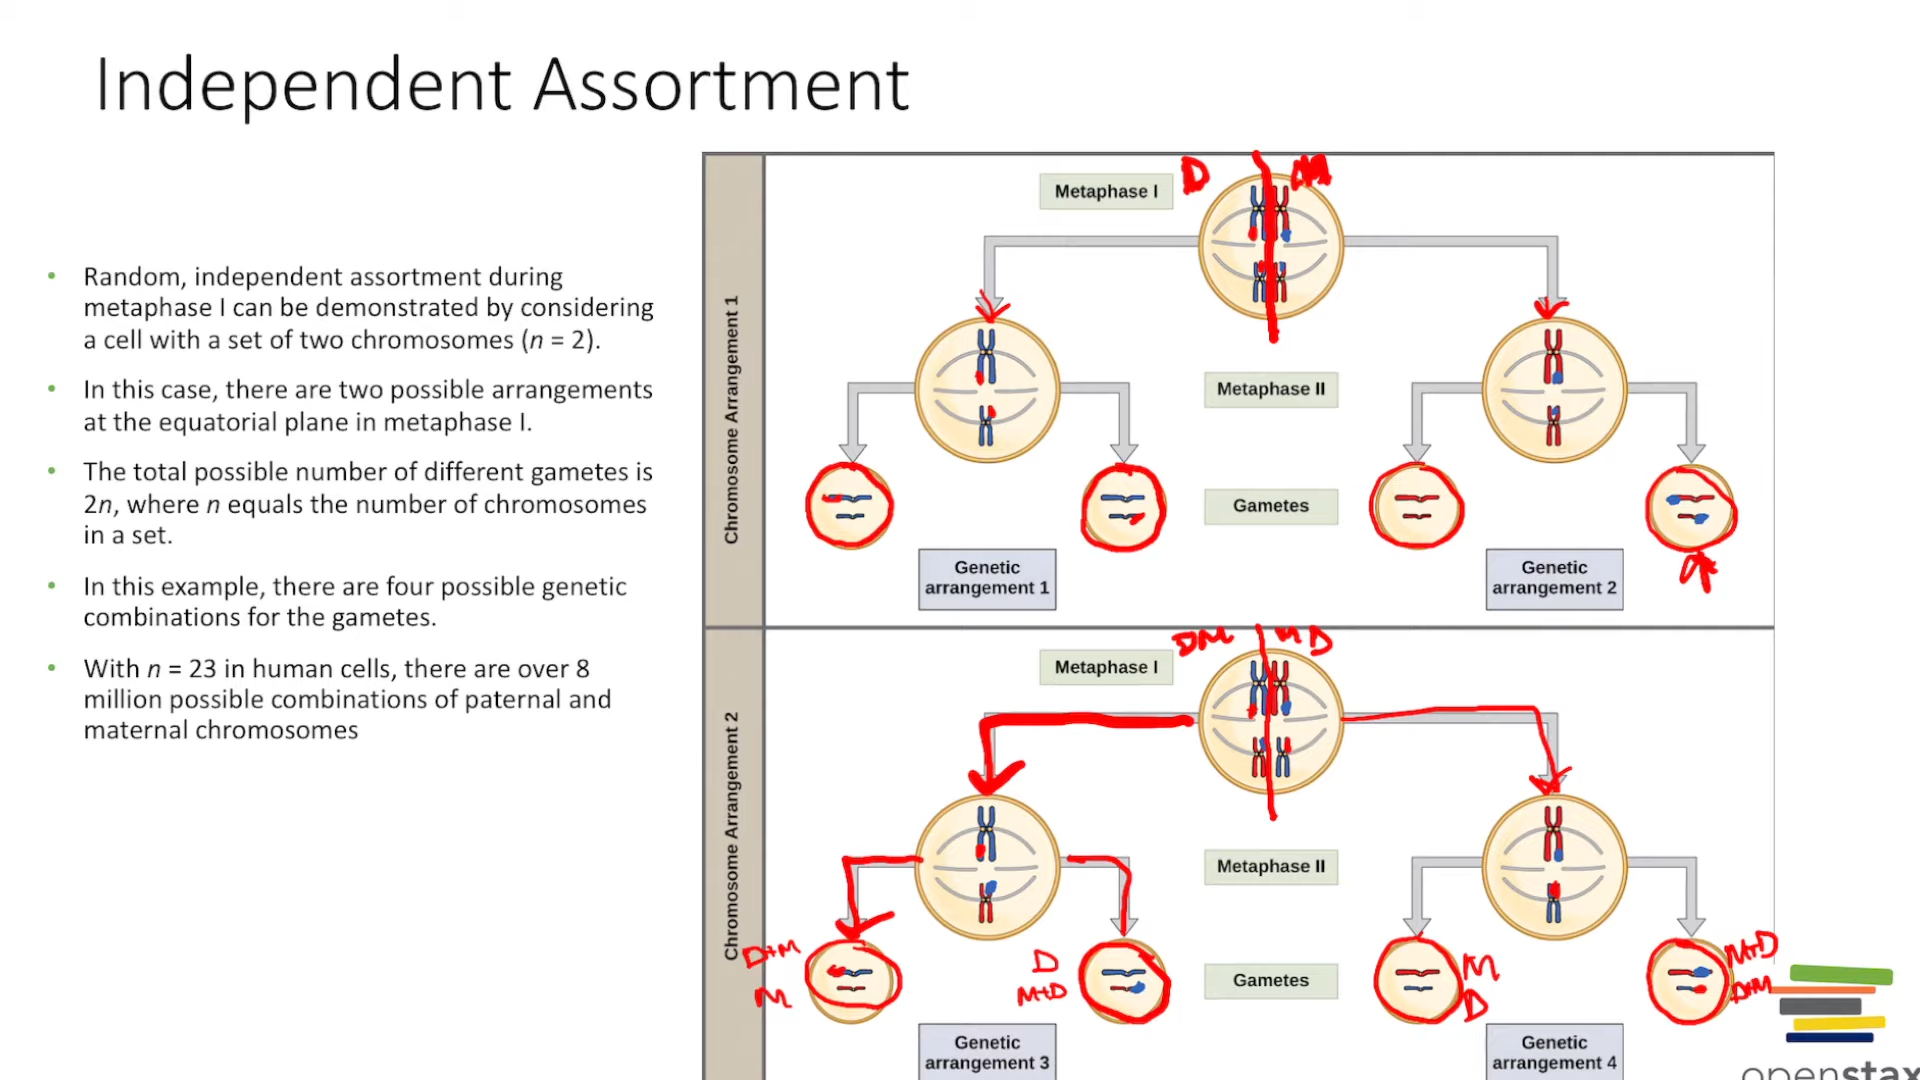 Independent Assortment
• Random, independent assortment during
metaphase I can be demonstrated by considering
a cell with a set of two chromosomes (n = 2).
• In this case, there are two possible arrangements
at the equatorial plane in metaphase I.
• The total possible number of different gametes is
2n, where n equals the number of chromosomes
in a set.
• In this example, there are four possible genetic
combinations for the gametes.
• With n = 23 in human cells, there are over 8
million possible combinations of paternal and
maternal chromosomes
Chromosome Arrangement 1
Metaphase I
D M
Metaphase II
Gametes
Genetic
arrangement 1
Genetic
arrangement 2
Chromosome Arrangement 2
DM MD
Metaphase I
Metaphase II
D+M
M
D
M+D
Gametes
M
D
M+D
D+M
Genetic
arrangement 3
Genetic
arrangement 4
openstax